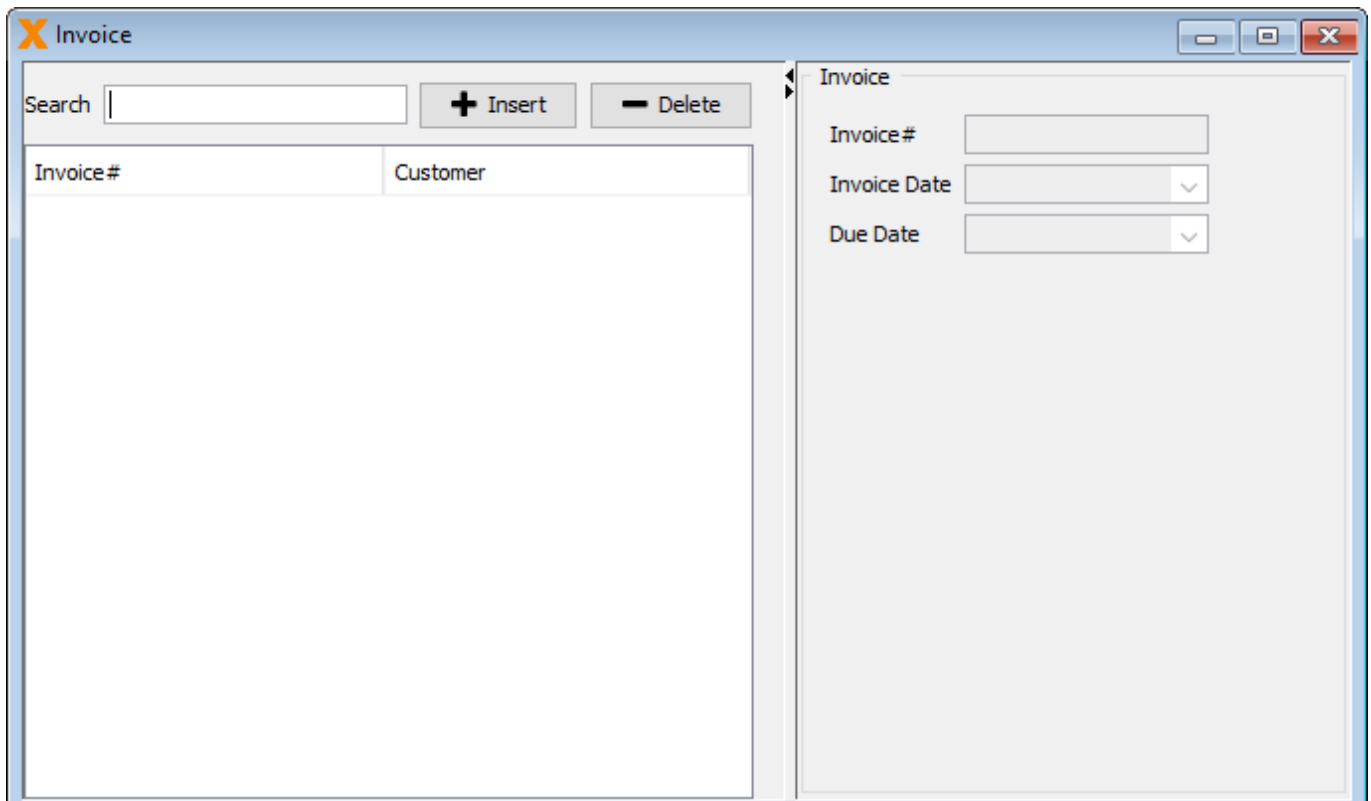 Invoice
Search
Insert
Delete
Invoice#
Customer
Invoice
Invoice#
Invoice Date
Due Date